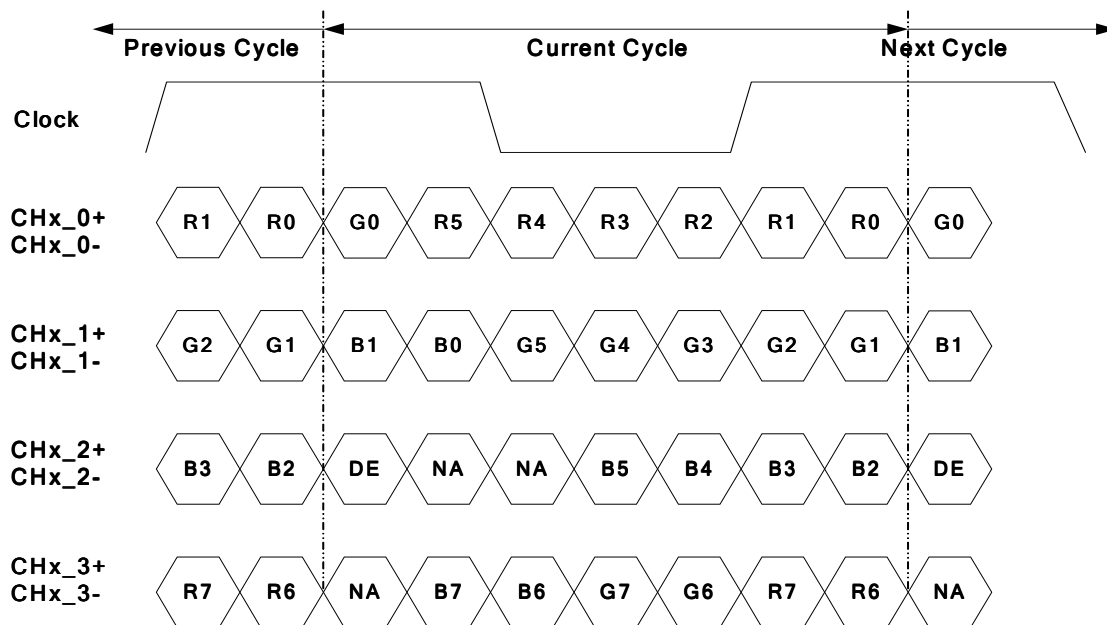 Previous Cycle Current Cycle Next Cycle
Clock
CHx_0+
CHx_0-
R1 R0 G0 R5 R4 R3 R2 R1 R0 G0
CHx_1+
CHx_1-
G2 G1 B1 B0 G5 G4 G3 G2 G1 B1
CHx_2+
CHx_2-
B3 B2 DE NA NA B5 B4 B3 B2 DE
CHx_3+
CHx_3-
R7 R6 NA B7 B6 G7 G6 R7 R6 NA